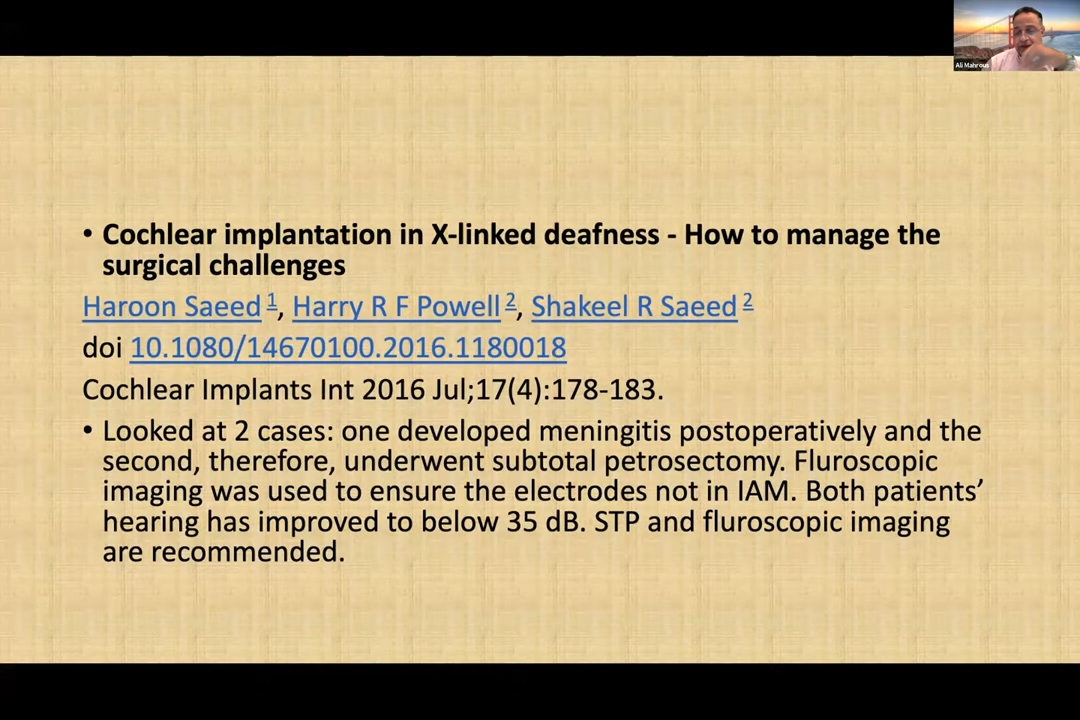 Ali Mahrous
• Cochlear implantation in X-linked deafness - How to manage the
surgical challenges
Haroon Saeed 1, Harry R F Powell 2, Shakeel R Saeed 2
doi 10.1080/14670100.2016.1180018
Cochlear Implants Int 2016 Jul;17(4):178-183.
• Looked at 2 cases: one developed meningitis postoperatively and the
second, therefore, underwent subtotal petrosectomy. Fluroscopic
imaging was used to ensure the electrodes not in IAM. Both patients’
hearing has improved to below 35 dB. STP and fluroscopic imaging
are recommended.